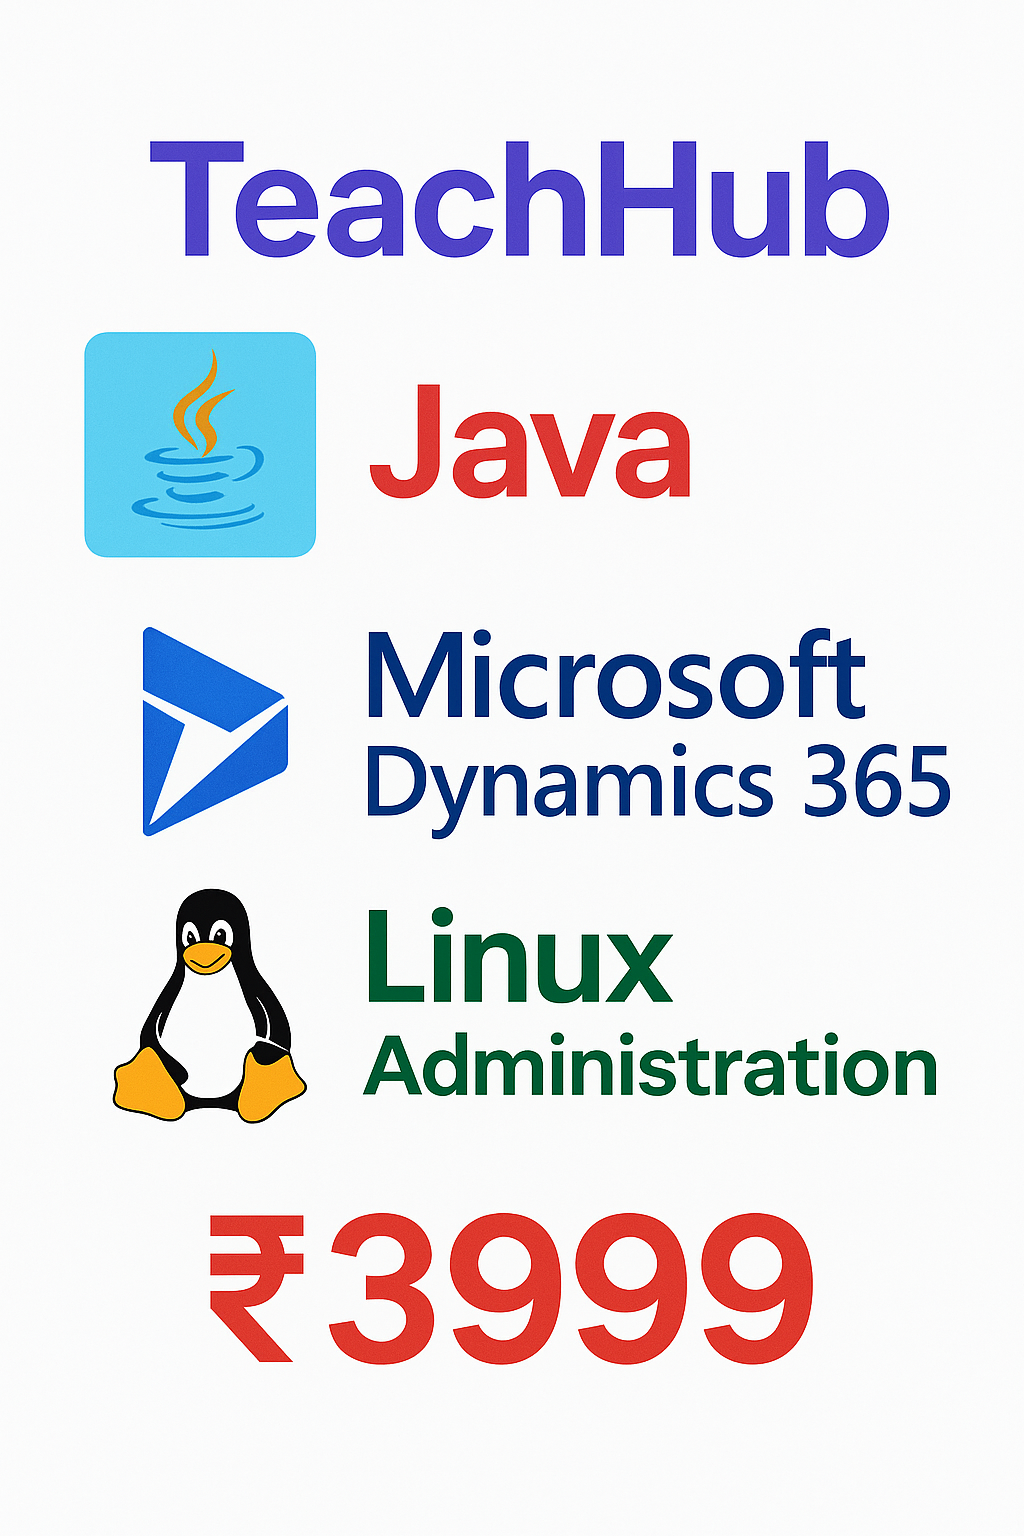 TeachHub
Java
Microsoft
Dynamics 365
Linux
Administration
₹3999